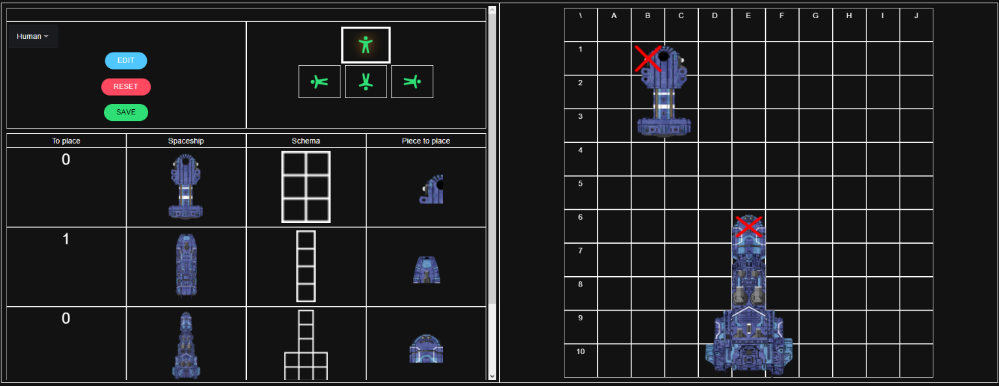 Human
EDIT
RESET
SAVE
To place Spaceship Schema Piece to place
0
1
0
\ A B C D E F G H I J
1
2
3
4
5
6
7
8
9
10